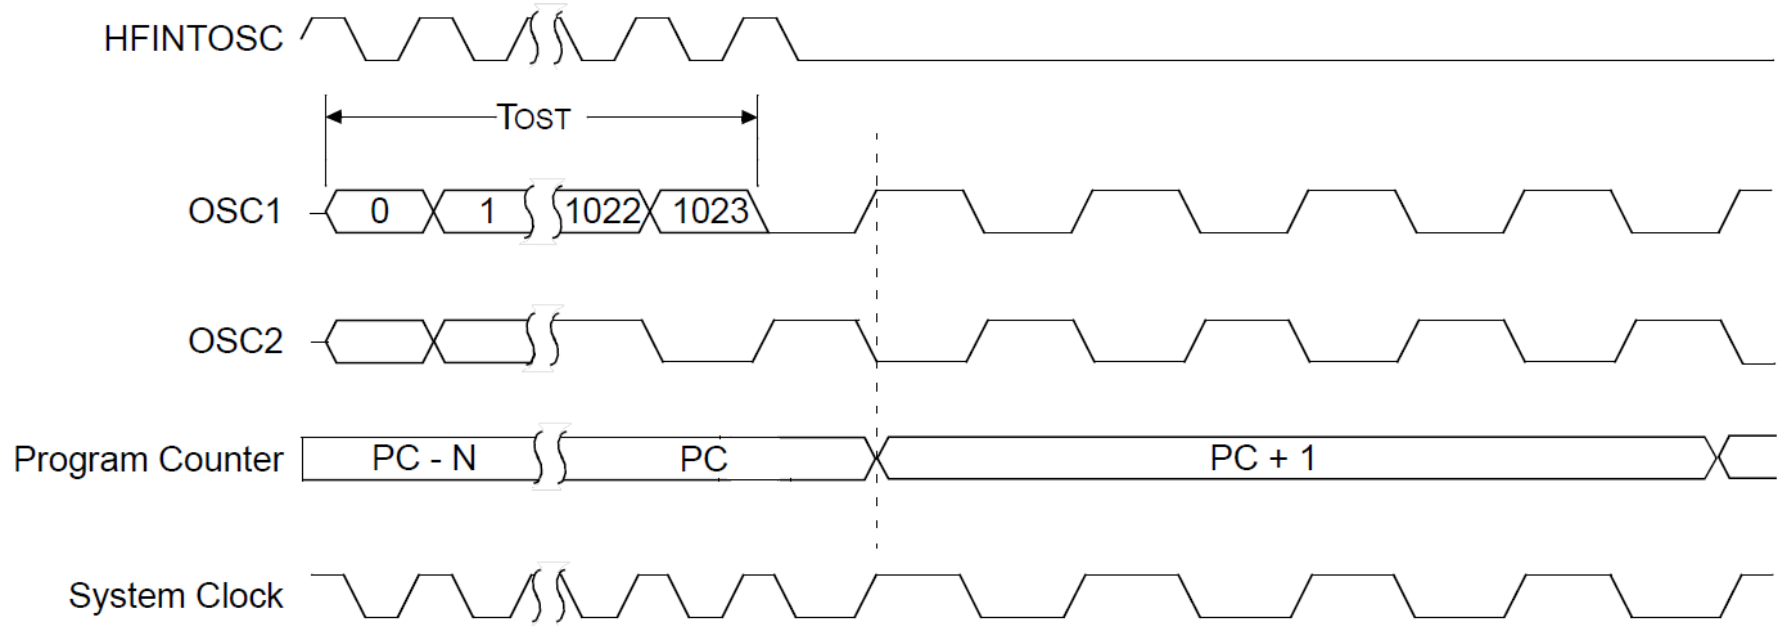 HFINTOSC
TOST
OSC1 0 1 1022 1023
OSC2
Program Counter PC - N PC PC + 1
System Clock